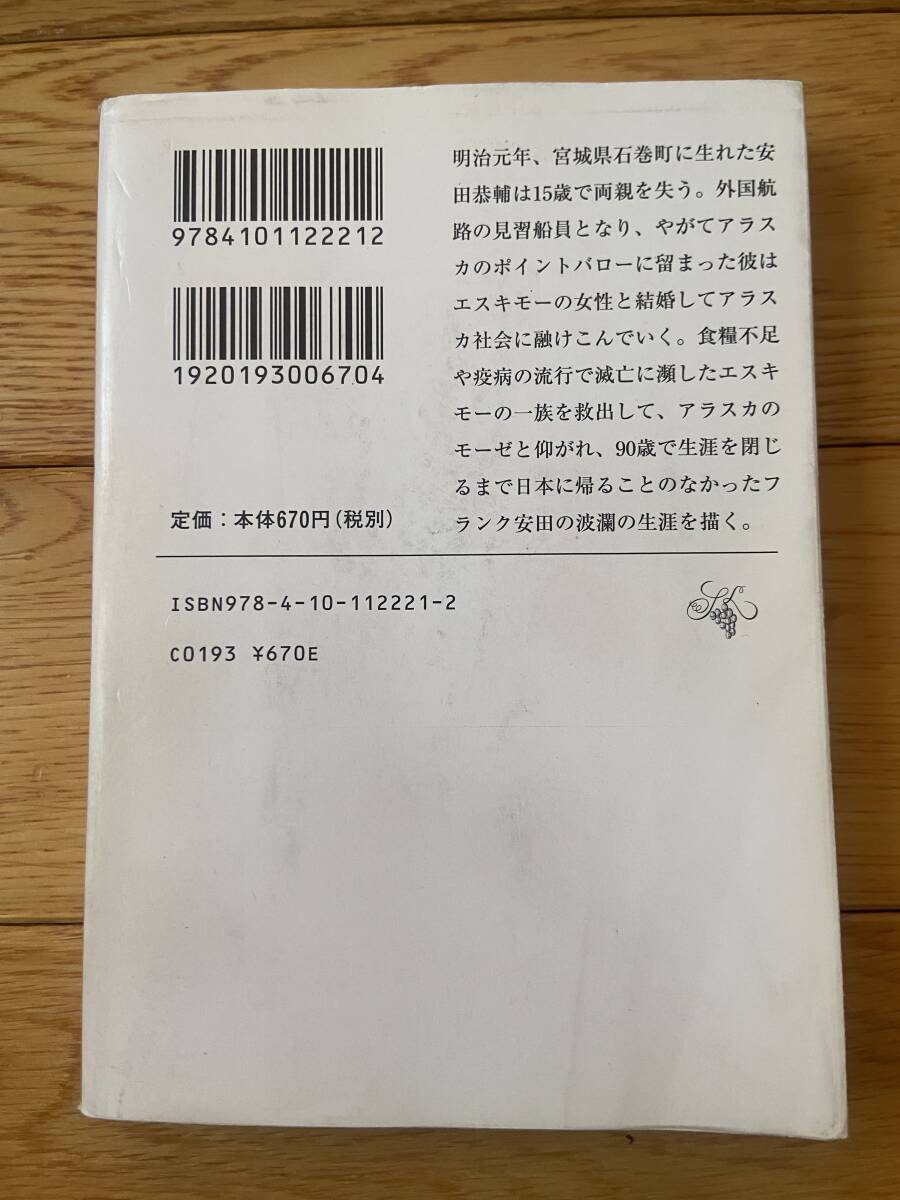 9784101122212
1920193006704
定価：本体670円（税別）
明治元年、宮城県石巻町に生れた安
田恭輔は15歳で両親を失う。外国航
路の見習船員となり、やがてアラス
カのポイントバローに留まった彼は
エスキモーの女性と結婚してアラス
カ社会に融けこんでいく。食糧不足
や疫病の流行で滅亡に瀕したエスキ
モーの一族を救出して、アラスカの
モーゼと仰がれ、90歳で生涯を閉じ
るまで日本に帰ることのなかったフ
ランク安田の波瀾の生涯を描く。
ISBN978-4-10-112221-2
C0193 ¥670E